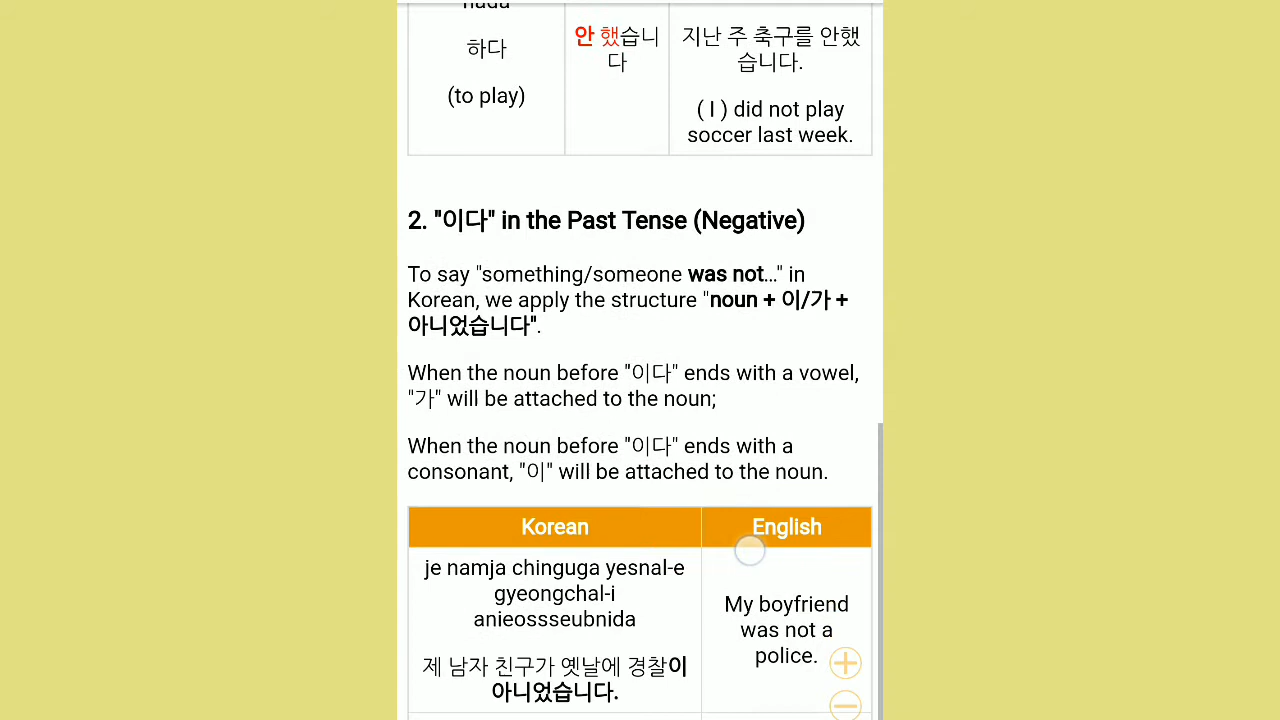 하다
(to play)
안 했습니
다
지난 주 축구를 안했
습니다.
( I ) did not play
soccer last week.
2. "이다" in the Past Tense (Negative)
To say "something/someone was not..." in
Korean, we apply the structure "noun + 이/가 +
아니었습니다".
When the noun before "이다" ends with a vowel,
"가" will be attached to the noun;
When the noun before "이다" ends with a
consonant, "이" will be attached to the noun.
Korean
English
je namja chinguga yesnal-e
gyeongchal-i
anieossseubnida
제 남자 친구가 옛날에 경찰이
아니었습니다.
My boyfriend
was not a
police.